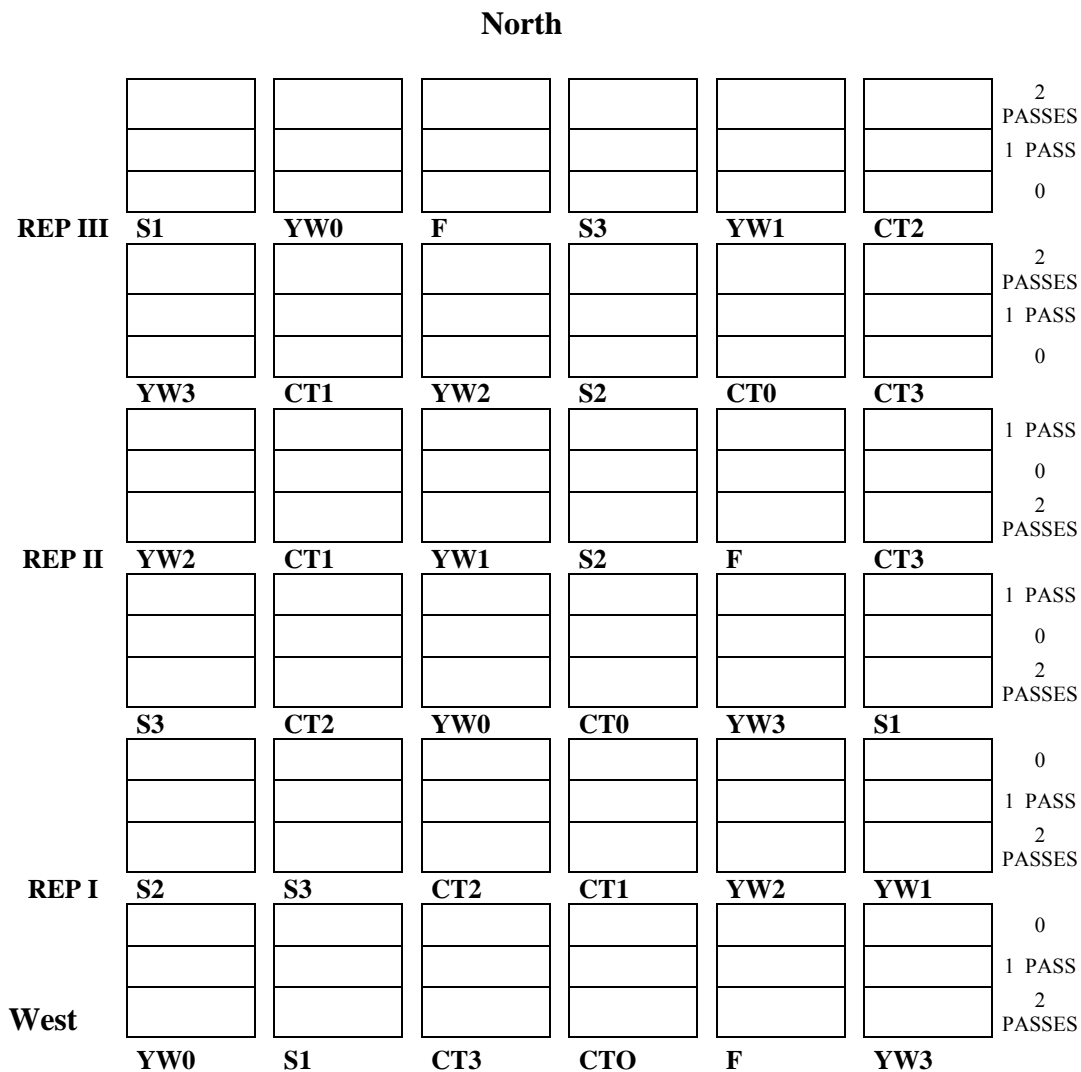 North
2
PASSES
1 PASS
0
REP III S1 YW0 F S3 YW1 CT2
2
PASSES
1 PASS
0
YW3 CT1 YW2 S2 CT0 CT3
1 PASS
0
2
PASSES
REP II YW2 CT1 YW1 S2 F CT3
1 PASS
0
2
PASSES
S3 CT2 YW0 CT0 YW3 S1
0
1 PASS
2
PASSES
REP I S2 S3 CT2 CT1 YW2 YW1
0
1 PASS
2
West PASSES
YW0 S1 CT3 CTO F YW3